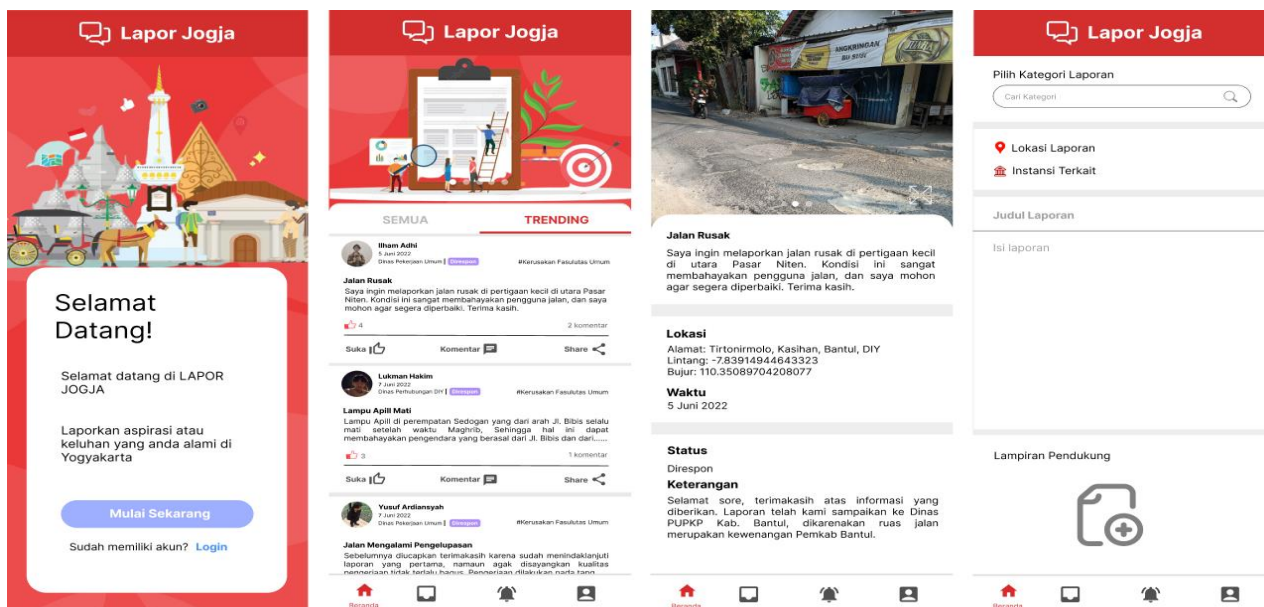 Lapor Jogja
Selamat
Datang!
Selamat datang di LAPOR
JOGJA
Laporkan aspirasi atau
keluhan yang anda alami di
Yogyakarta
Mulai Sekarang
Sudah memiliki akun? Login
Lapor Jogja
SEMUA TRENDING
Ilham Adhi
5 Juni 2022
Dinas Pekerjaan Umum | Direspon #Kerusakan Fasulutas Umum
Jalan Rusak
Saya ingin melaporkan jalan rusak di pertigaan kecil di utara Pasar
Niten. Kondisi ini sangat membahayakan pengguna jalan, dan saya
mohon agar segera diperbaiki. Terima kasih.
4 2 komentar
Suka Komentar Share
Lukman Hakim
7 Juni 2022
Dinas Perhubungan DIY | Direspon #Kerusakan Fasulutas Umum
Lampu Apill Mati
Lampu Apill di perempatan Sedogan yang dari arah Jl. Bibis selalu
mati setelah waktu Maghrib, Sehingga hal ini dapat
membahayakan pengendara yang berasal dari Jl. Bibis dan dari......
3 1 komentar
Suka Komentar Share
Yusuf Ardiansyah
7 Juni 2022
Dinas Pekerjaan Umum | Direspon #Kerusakan Fasulutas Umum
Jalan Mengalami Pengelupasan
Sebelumnya diucapkan terimakasih karena sudah menindaklanjuti
laporan yang pertama, namaun agak disayangkan kualitas
pengerjaan tidak terlalu bagus. Pengerjaan dilakukan pada tang...
Beranda
ANGKRINGAN
Jalan Rusak
Saya ingin melaporkan jalan rusak di pertigaan kecil
di utara Pasar Niten. Kondisi ini sangat
membahayakan pengguna jalan, dan saya mohon
agar segera diperbaiki. Terima kasih.
Lokasi
Alamat: Tirtonirmolo, Kasihan, Bantul, DIY
Lintang: -7.83914944643323
Bujur: 110.35089704208077
Waktu
5 Juni 2022
Status
Direspon
Keterangan
Selamat sore, terimakasih atas informasi yang
diberikan. Laporan telah kami sampaikan ke Dinas
PUPKP Kab. Bantul, dikarenakan ruas jalan
merupakan kewenangan Pemkab Bantul.
Beranda
Lapor Jogja
Pilih Kategori Laporan
Cari Kategori
Lokasi Laporan
Instansi Terkait
Judul Laporan
Isi laporan
Lampiran Pendukung
Beranda